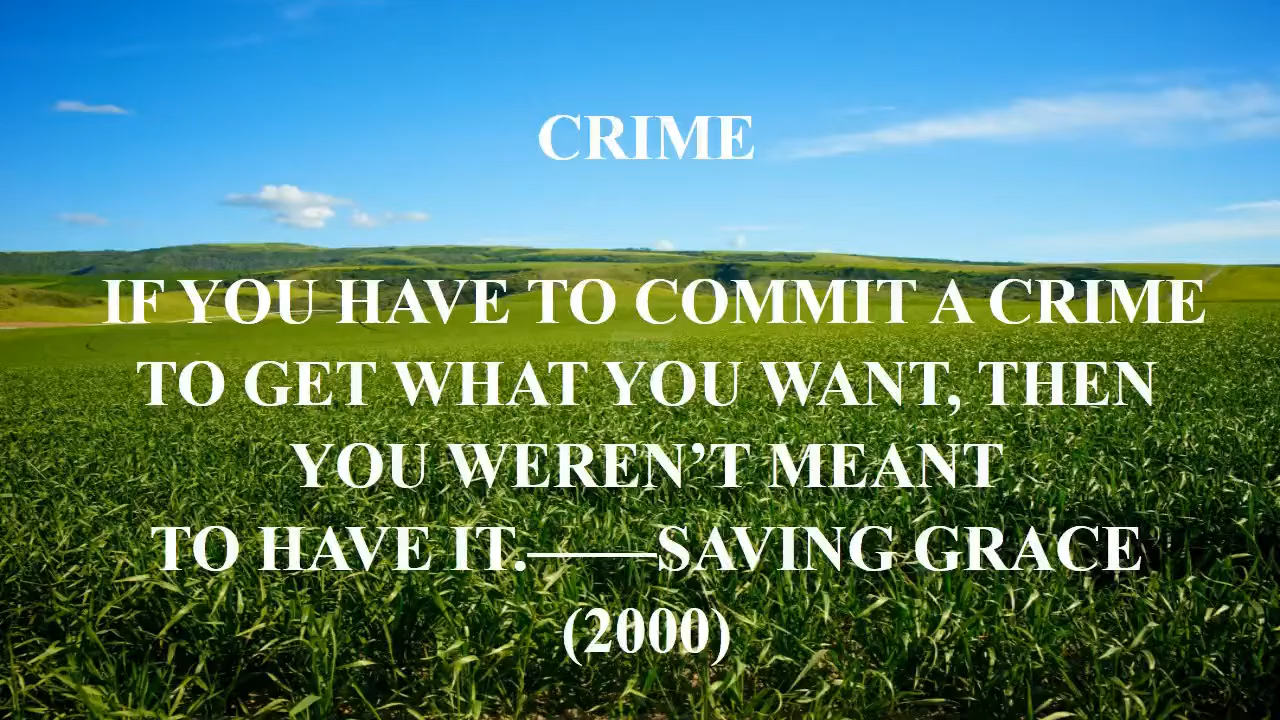 CRIME
IF YOU HAVE TO COMMIT A CRIME
TO GET WHAT YOU WANT, THEN
YOU WEREN’T MEANT
TO HAVE IT.——SAVING GRACE
(2000)